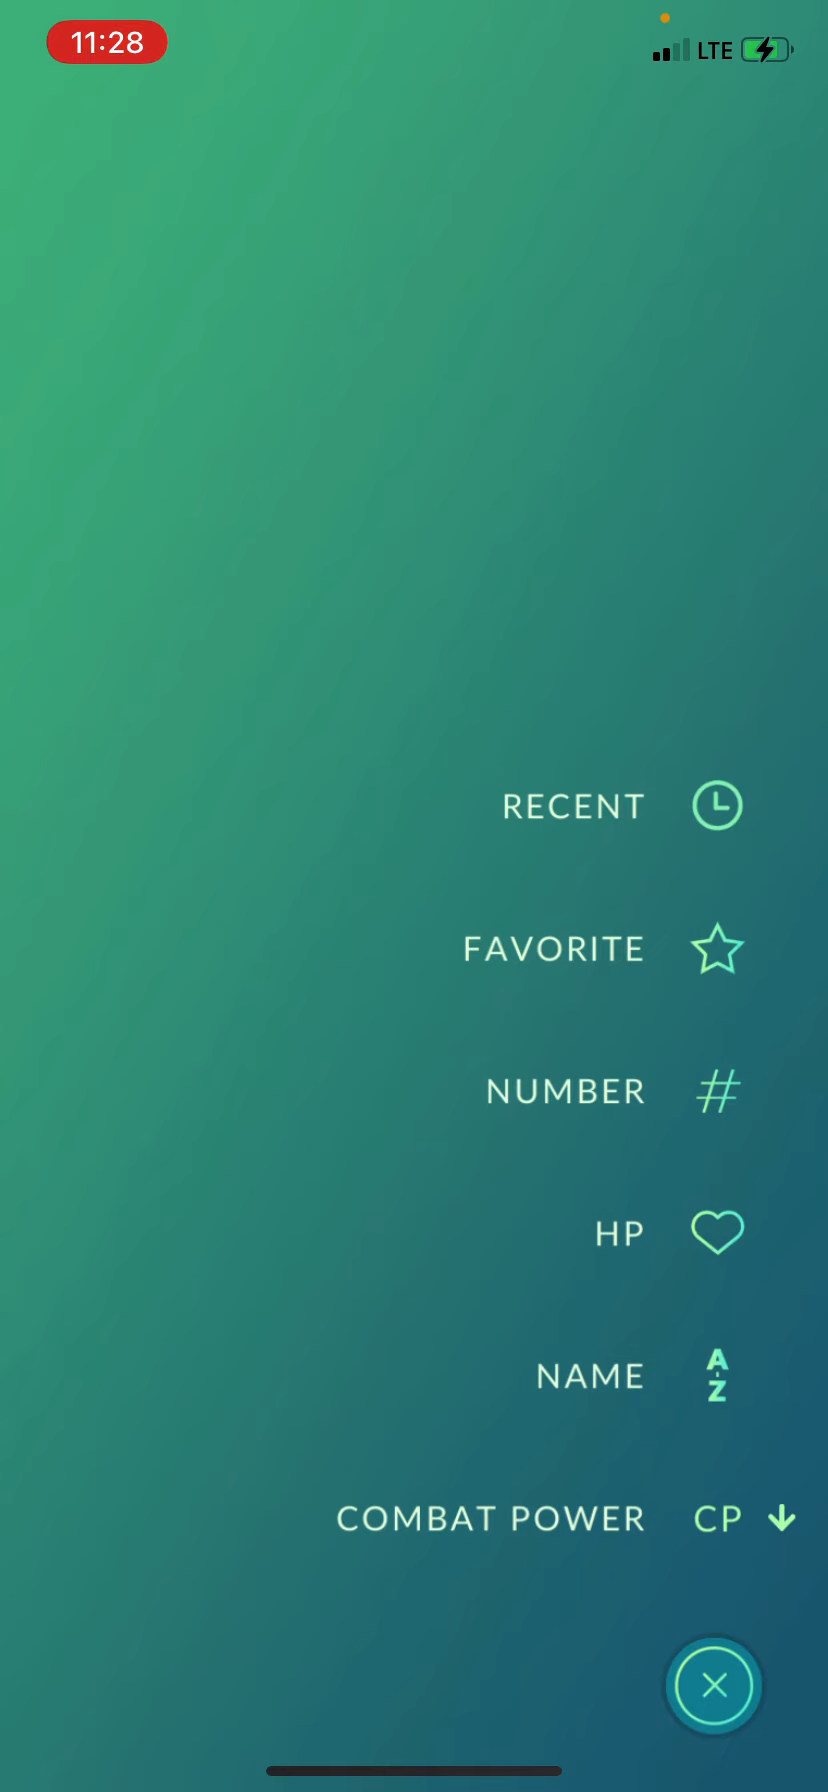 11:28 LTE
RECENT
FAVORITE
NUMBER #
HP
NAME A-Z
COMBAT POWER CP